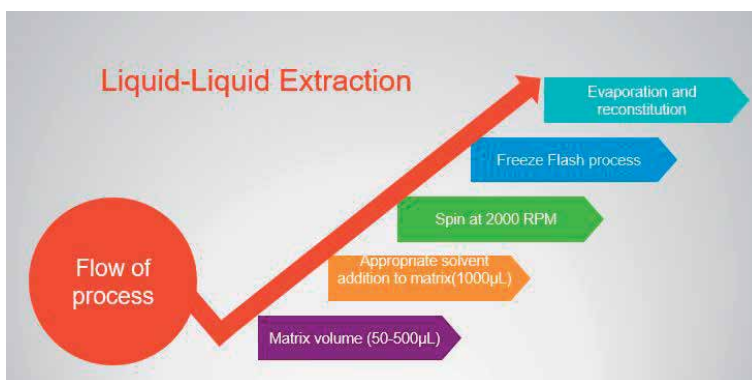 Liquid-Liquid Extraction
Evaporation and
reconstitution
Freeze Flash process
Spin at 2000 RPM
Appropriate solvent
addition to matrix(1000µL)
Matrix volume (50-500µL)
Flow of
process